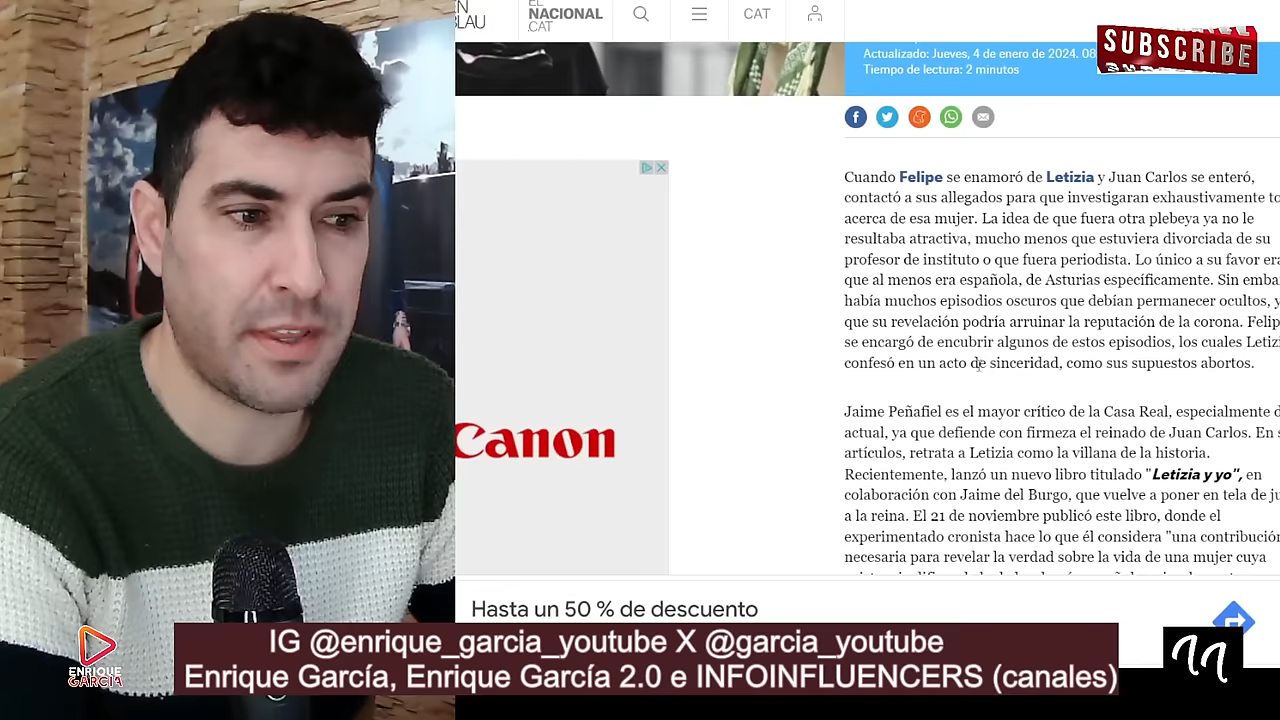 EN
BLAU
EL
NACIONAL
.CAT
CAT
SUBSCRIBE
Actualizado: Jueves, 4 de enero de 2024. 08
Tiempo de lectura: 2 minutos
Cuando Felipe se enamoró de Letizia y Juan Carlos se enteró,
contactó a sus allegados para que investigaran exhaustivamente to
acerca de esa mujer. La idea de que fuera otra plebeya ya no le
resultaba atractiva, mucho menos que estuviera divorciada de su
profesor de instituto o que fuera periodista. Lo único a su favor era
que al menos era española, de Asturias específicamente. Sin emba
había muchos episodios oscuros que debían permanecer ocultos, y
que su revelación podría arruinar la reputación de la corona. Felip
se encargó de encubrir algunos de estos episodios, los cuales Letizi
confesó en un acto de sinceridad, como sus supuestos abortos.
Canon
Jaime Peñafiel es el mayor crítico de la Casa Real, especialmente d
actual, ya que defiende con firmeza el reinado de Juan Carlos. En s
artículos, retrata a Letizia como la villana de la historia.
Recientemente, lanzó un nuevo libro titulado "Letizia y yo", en
colaboración con Jaime del Burgo, que vuelve a poner en tela de ju
a la reina. El 21 de noviembre publicó este libro, donde el
experimentado cronista hace lo que él considera "una contribución
necesaria para revelar la verdad sobre la vida de una mujer cuya
Hasta un 50 % de descuento
ENRIQUE
GARCÍA
IG @enrique_garcia_youtube X @garcia_youtube
Enrique García, Enrique García 2.0 e INFOINFLUENCERS (canales)